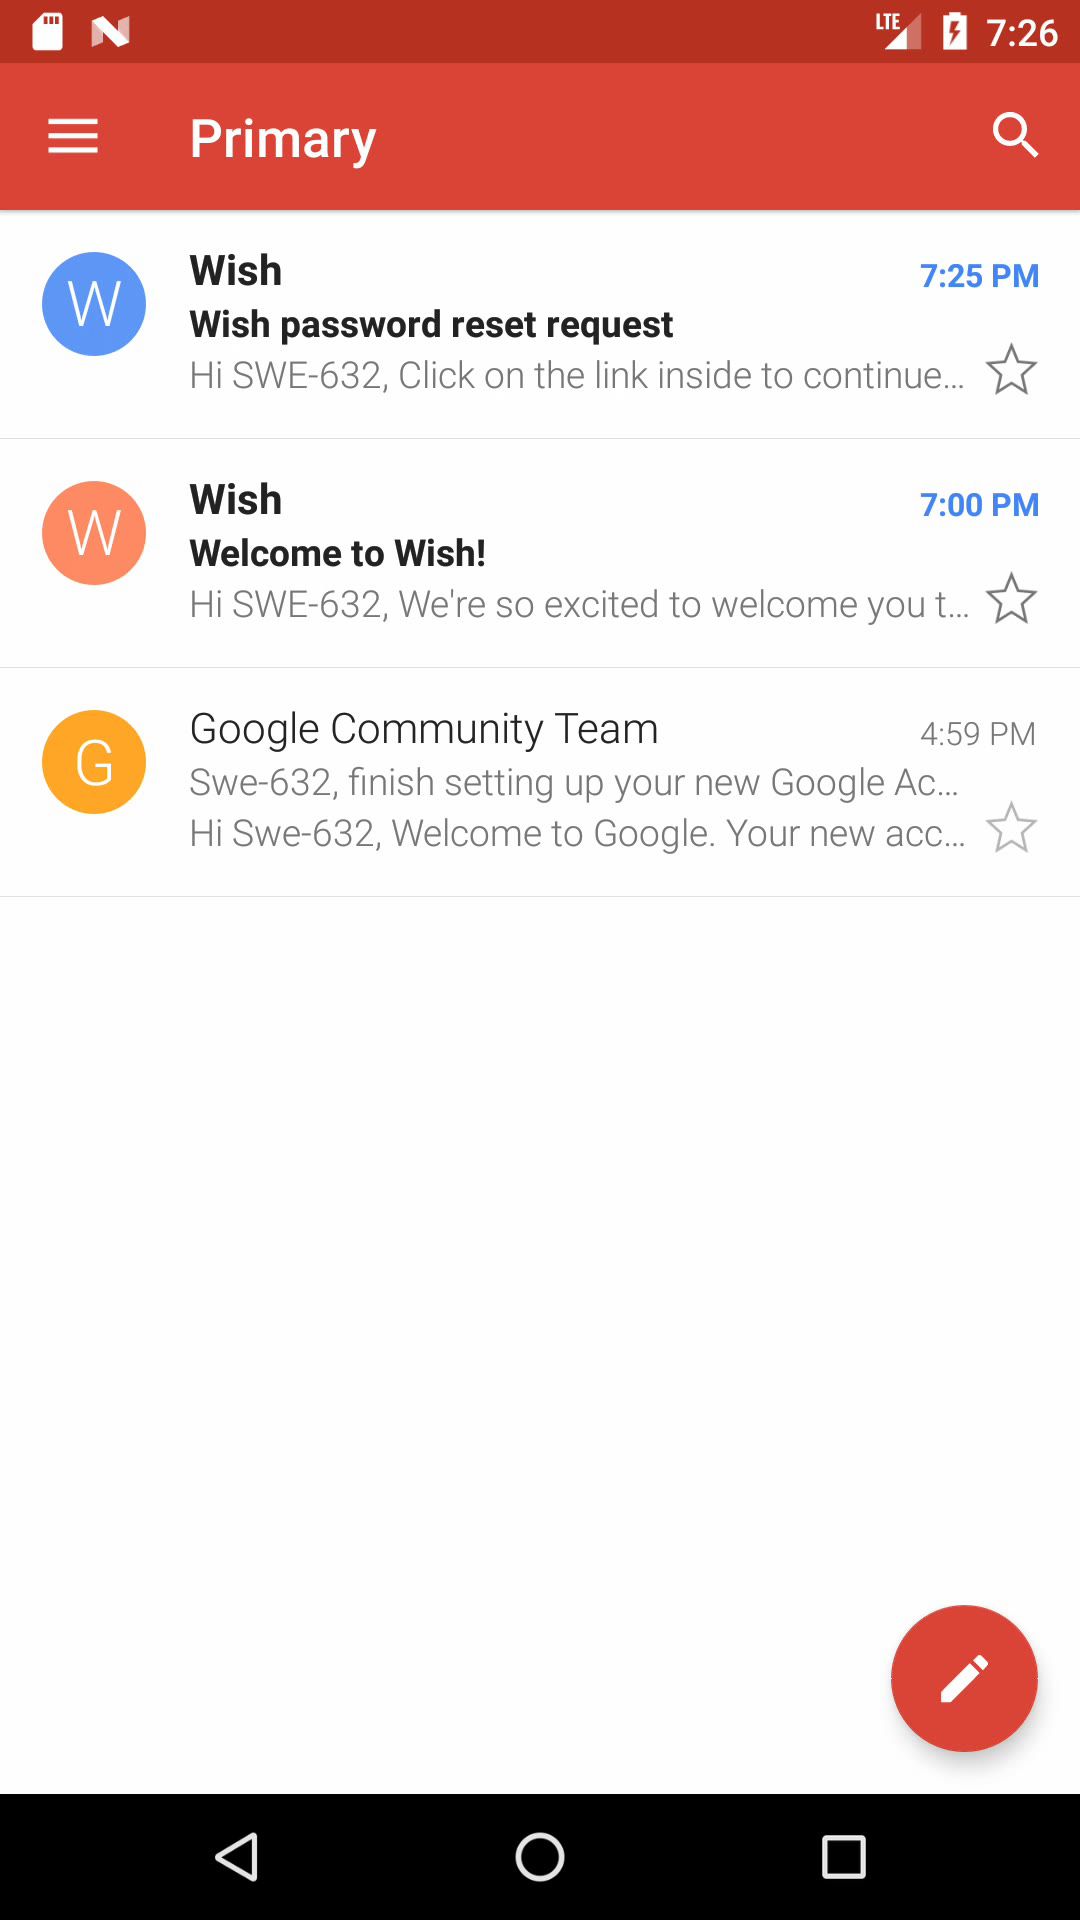 LTE 7:26
Primary
W Wish 7:25 PM
Wish password reset request
Hi SWE-632, Click on the link inside to continue...
W Wish 7:00 PM
Welcome to Wish!
Hi SWE-632, We're so excited to welcome you t...
G Google Community Team 4:59 PM
Swe-632, finish setting up your new Google Ac...
Hi Swe-632, Welcome to Google. Your new acc...